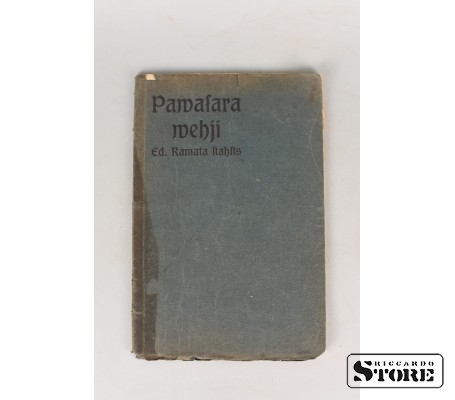 Pawaſara
wehji
Ed. Ramata ſtahſts
RICCARDO
STORE